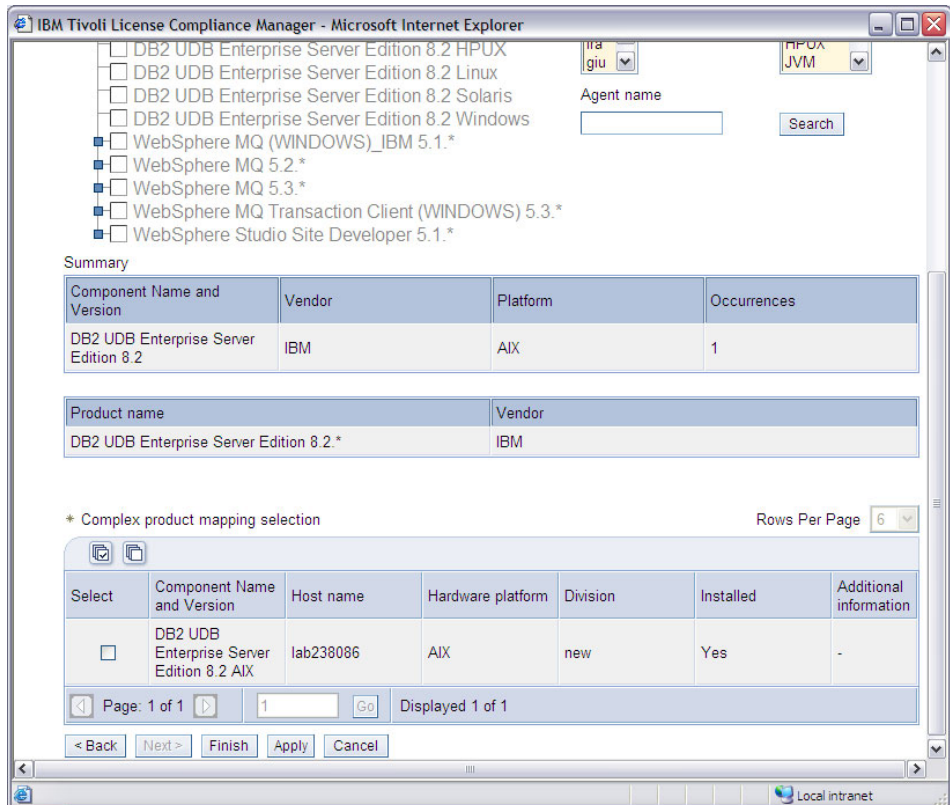 IBM Tivoli License Compliance Manager - Microsoft Internet Explorer
DB2 UDB Enterprise Server Edition 8.2 HPUX
DB2 UDB Enterprise Server Edition 8.2 Linux
DB2 UDB Enterprise Server Edition 8.2 Solaris
DB2 UDB Enterprise Server Edition 8.2 Windows
WebSphere MQ (WINDOWS)_IBM 5.1.*
WebSphere MQ 5.2.*
WebSphere MQ 5.3.*
WebSphere MQ Transaction Client (WINDOWS) 5.3.*
WebSphere Studio Site Developer 5.1.*
fra
giu
HPUX
JVM
Agent name
Search
Summary
Component Name and
Version
Vendor
Platform
Occurrences
DB2 UDB Enterprise Server
Edition 8.2
IBM
AIX
1
Product name
Vendor
DB2 UDB Enterprise Server Edition 8.2.*
IBM
* Complex product mapping selection
Rows Per Page
6
Select
Component Name
and Version
Host name
Hardware platform
Division
Installed
Additional
information
DB2 UDB
Enterprise Server
Edition 8.2 AIX
lab238086
AIX
new
Yes
-
Page: 1 of 1
1
Go
Displayed 1 of 1
< Back
Next >
Finish
Apply
Cancel
Local intranet